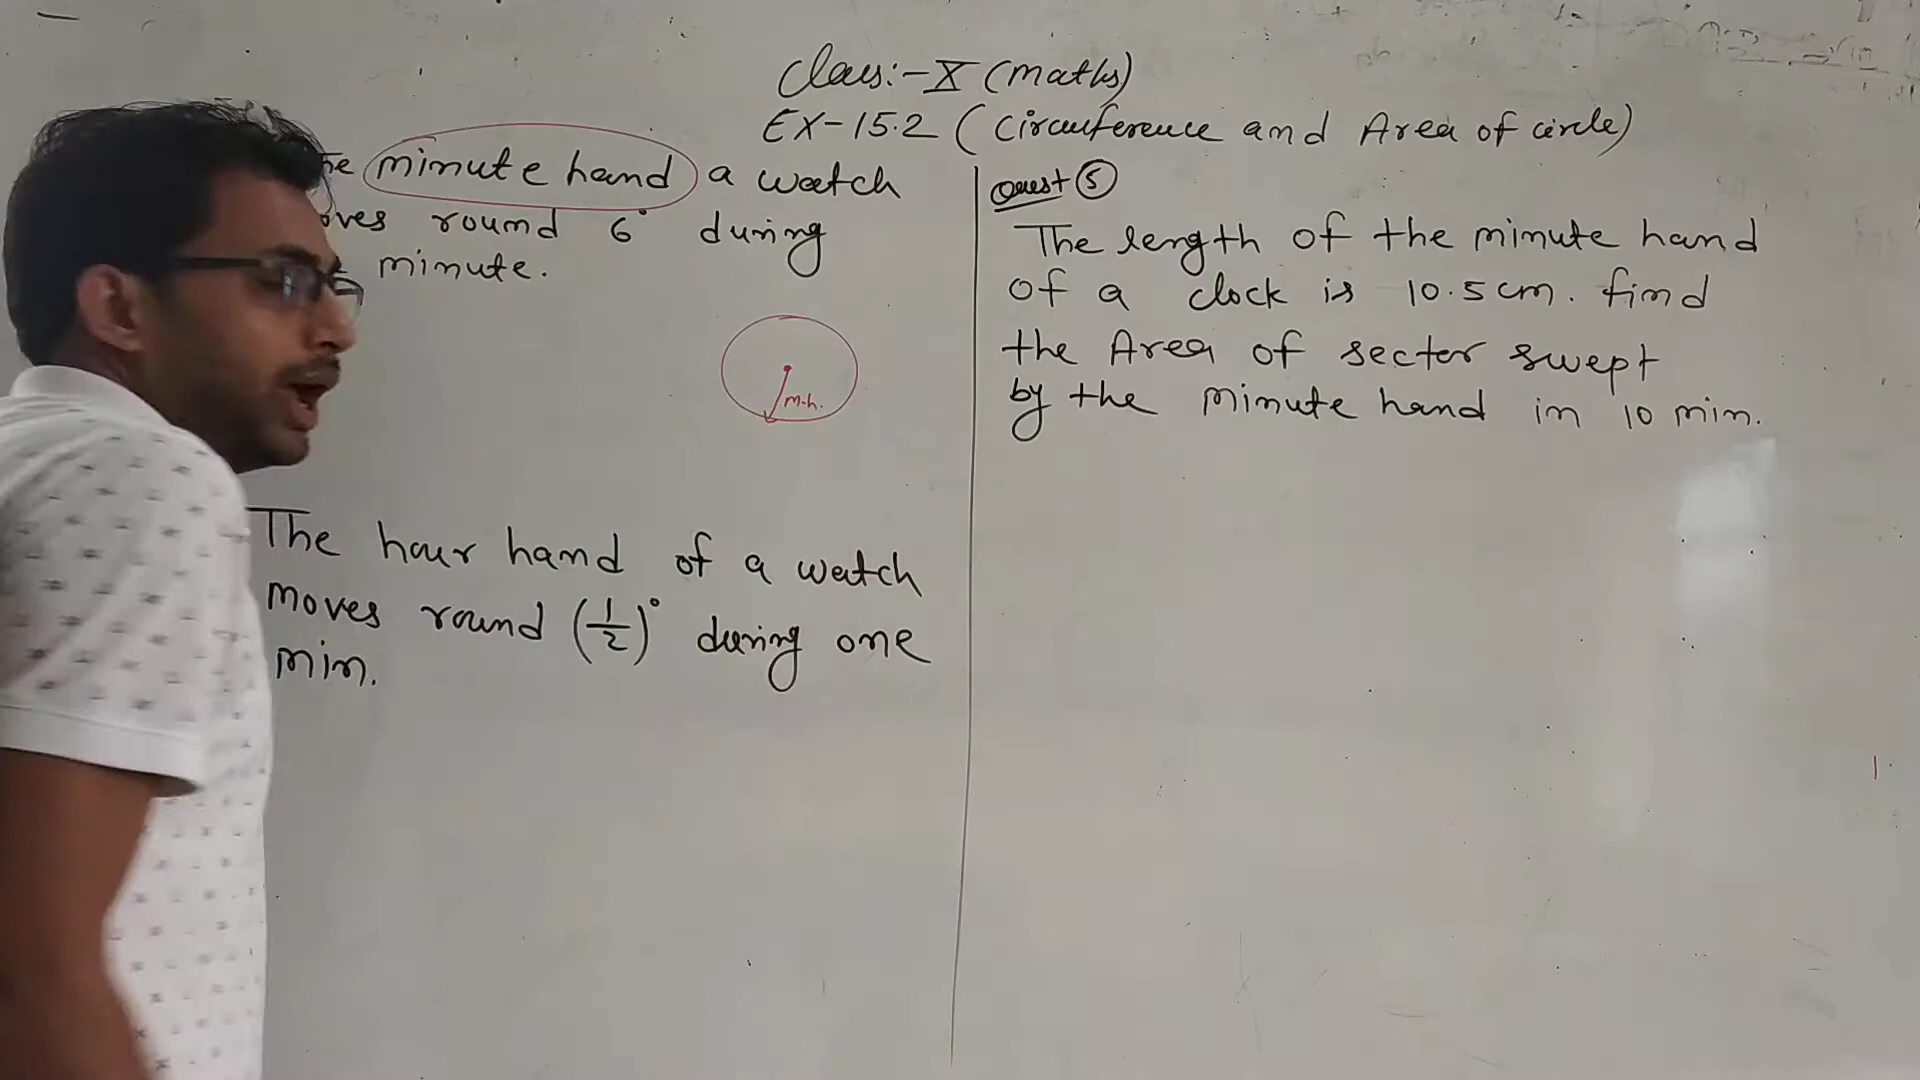 Class:- X (maths)
EX-15.2 (Circumference and Area of circle)
minute hand a watch
round 6° during
minute.
m.h.
The hour hand of a watch
moves round (1/2)° during one
min.
Quest ⑤
The length of the minute hand
of a clock is 10.5 cm. find
the Area of sector swept
by the minute hand in 10 min.